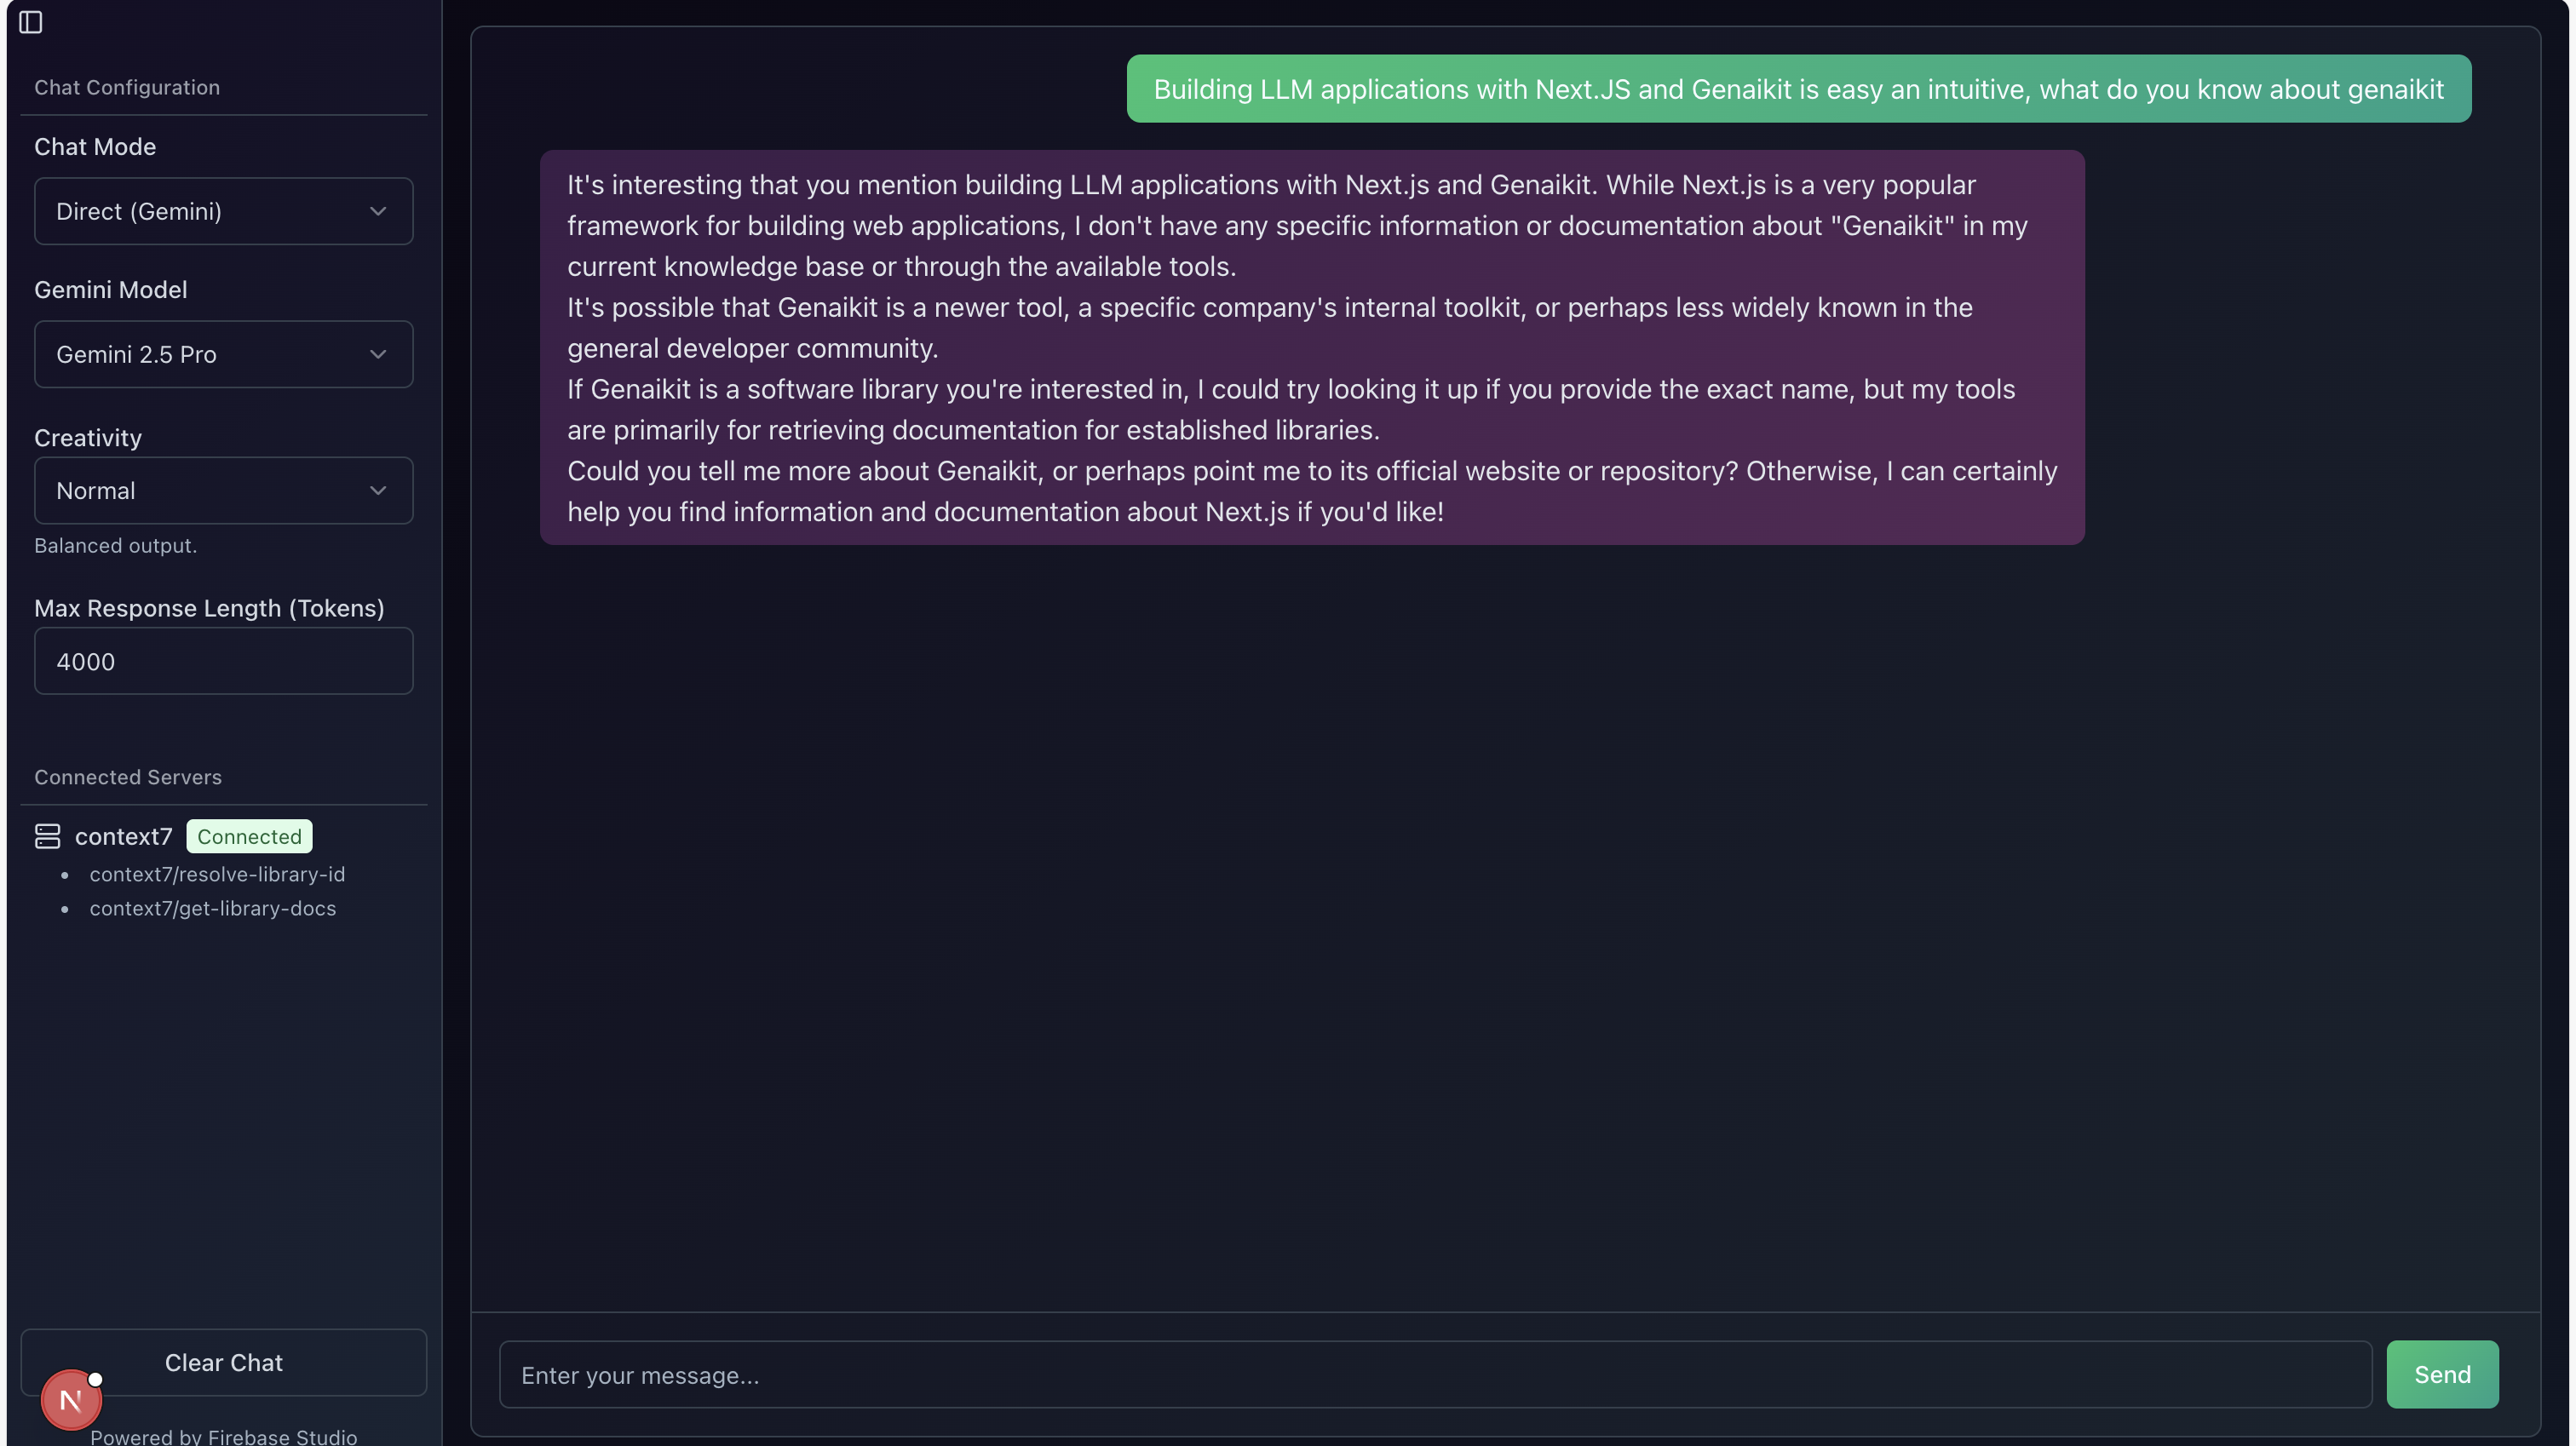 Chat Configuration
Chat Mode
Direct (Gemini)
Gemini Model
Gemini 2.5 Pro
Creativity
Normal
Balanced output.
Max Response Length (Tokens)
4000
Connected Servers
context7 Connected
context7/resolve-library-id
context7/get-library-docs
Clear Chat
N
Powered by Firebase Studio
Building LLM applications with Next.JS and Genaikit is easy an intuitive, what do you know about genaikit
It's interesting that you mention building LLM applications with Next.js and Genaikit. While Next.js is a very popular
framework for building web applications, I don't have any specific information or documentation about "Genaikit" in my
current knowledge base or through the available tools.
It's possible that Genaikit is a newer tool, a specific company's internal toolkit, or perhaps less widely known in the
general developer community.
If Genaikit is a software library you're interested in, I could try looking it up if you provide the exact name, but my tools
are primarily for retrieving documentation for established libraries.
Could you tell me more about Genaikit, or perhaps point me to its official website or repository? Otherwise, I can certainly
help you find information and documentation about Next.js if you'd like!
Enter your message...
Send